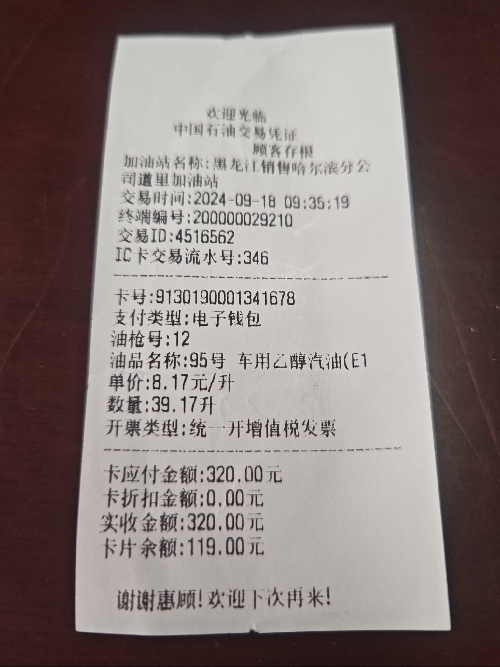 欢迎光临
中国石油交易凭证
顾客存根
加油站名称:黑龙江销售哈尔滨分公
司道里加油站
交易时间:2024-09-18 09:35:19
终端编号:200000029210
交易ID:4516562
IC卡交易流水号:346
卡号:9130190001341678
支付类型:电子钱包
油枪号:12
油品名称:95号 车用乙醇汽油(E1
单价:8.17元/升
数量:39.17升
开票类型:统一开增值税发票
卡应付金额:320.00元
卡折扣金额:0.00元
实收金额:320.00元
卡片余额:119.00元
谢谢惠顾!欢迎下次再来!